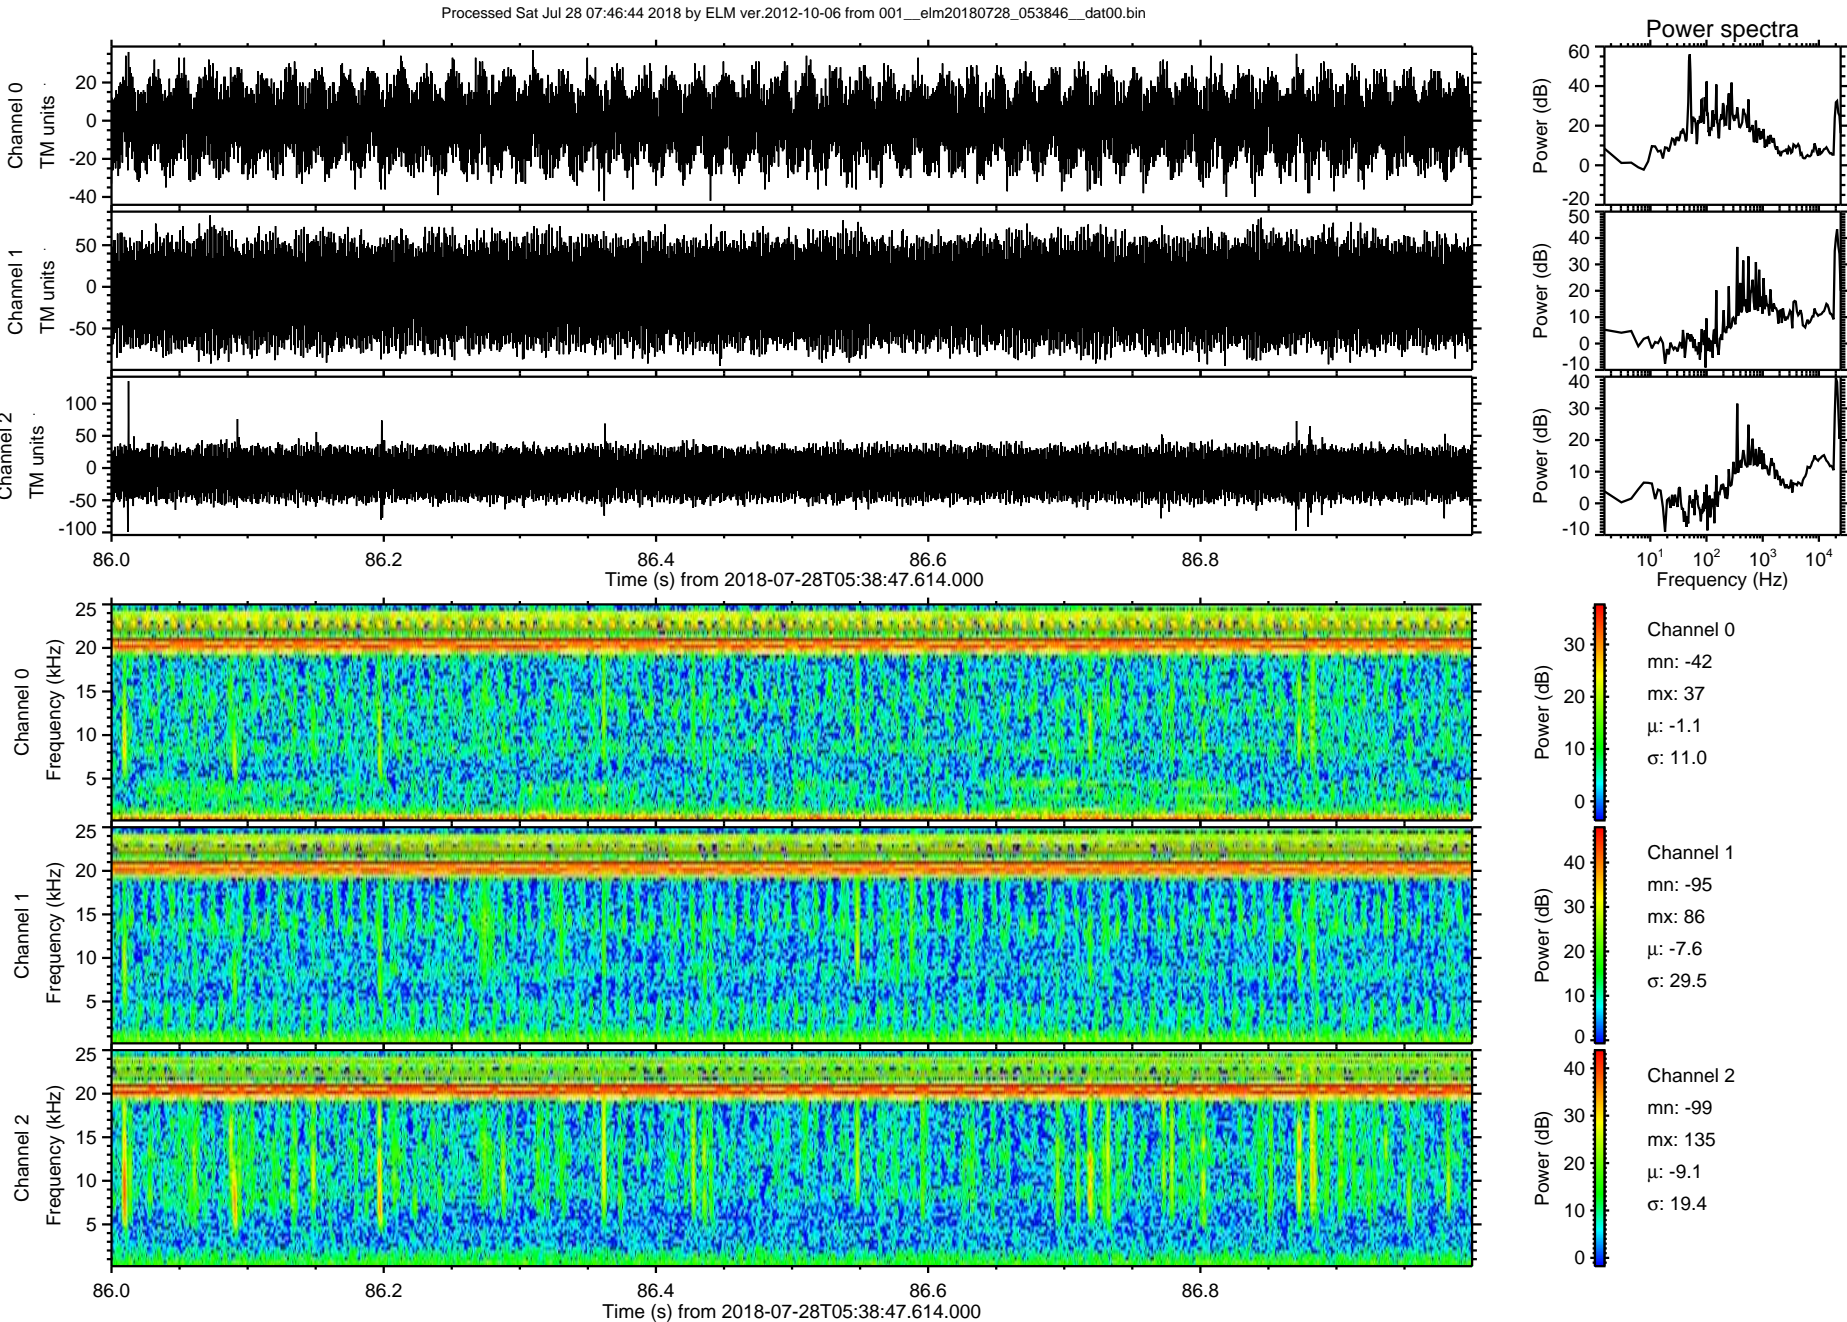 Processed Sat Jul 28 07:46:44 2018 by ELM ver.2012-10-06 from 001__elm20180728_053846__dat00.bin
Power spectra
Channel 0
TM units
20
0
-20
-40
Power (dB)
60
40
20
0
-20
Channel 1
TM units
50
0
-50
Power (dB)
50
40
30
20
10
0
-10
Channel 2
TM units
100
50
0
-50
-100
Power (dB)
40
30
20
10
0
-10
86.0 86.2 86.4 86.6 86.8
Time (s) from 2018-07-28T05:38:47.614.000
10¹ 10² 10³ 10⁴
Frequency (Hz)
Channel 0
Frequency (kHz)
25
20
15
10
5
Power (dB)
30
20
10
0
Channel 0
mn: -42
mx: 37
μ: -1.1
σ: 11.0
Channel 1
Frequency (kHz)
25
20
15
10
5
Power (dB)
40
30
20
10
0
Channel 1
mn: -95
mx: 86
μ: -7.6
σ: 29.5
Channel 2
Frequency (kHz)
25
20
15
10
5
Power (dB)
40
30
20
10
0
Channel 2
mn: -99
mx: 135
μ: -9.1
σ: 19.4
86.0 86.2 86.4 86.6 86.8
Time (s) from 2018-07-28T05:38:47.614.000